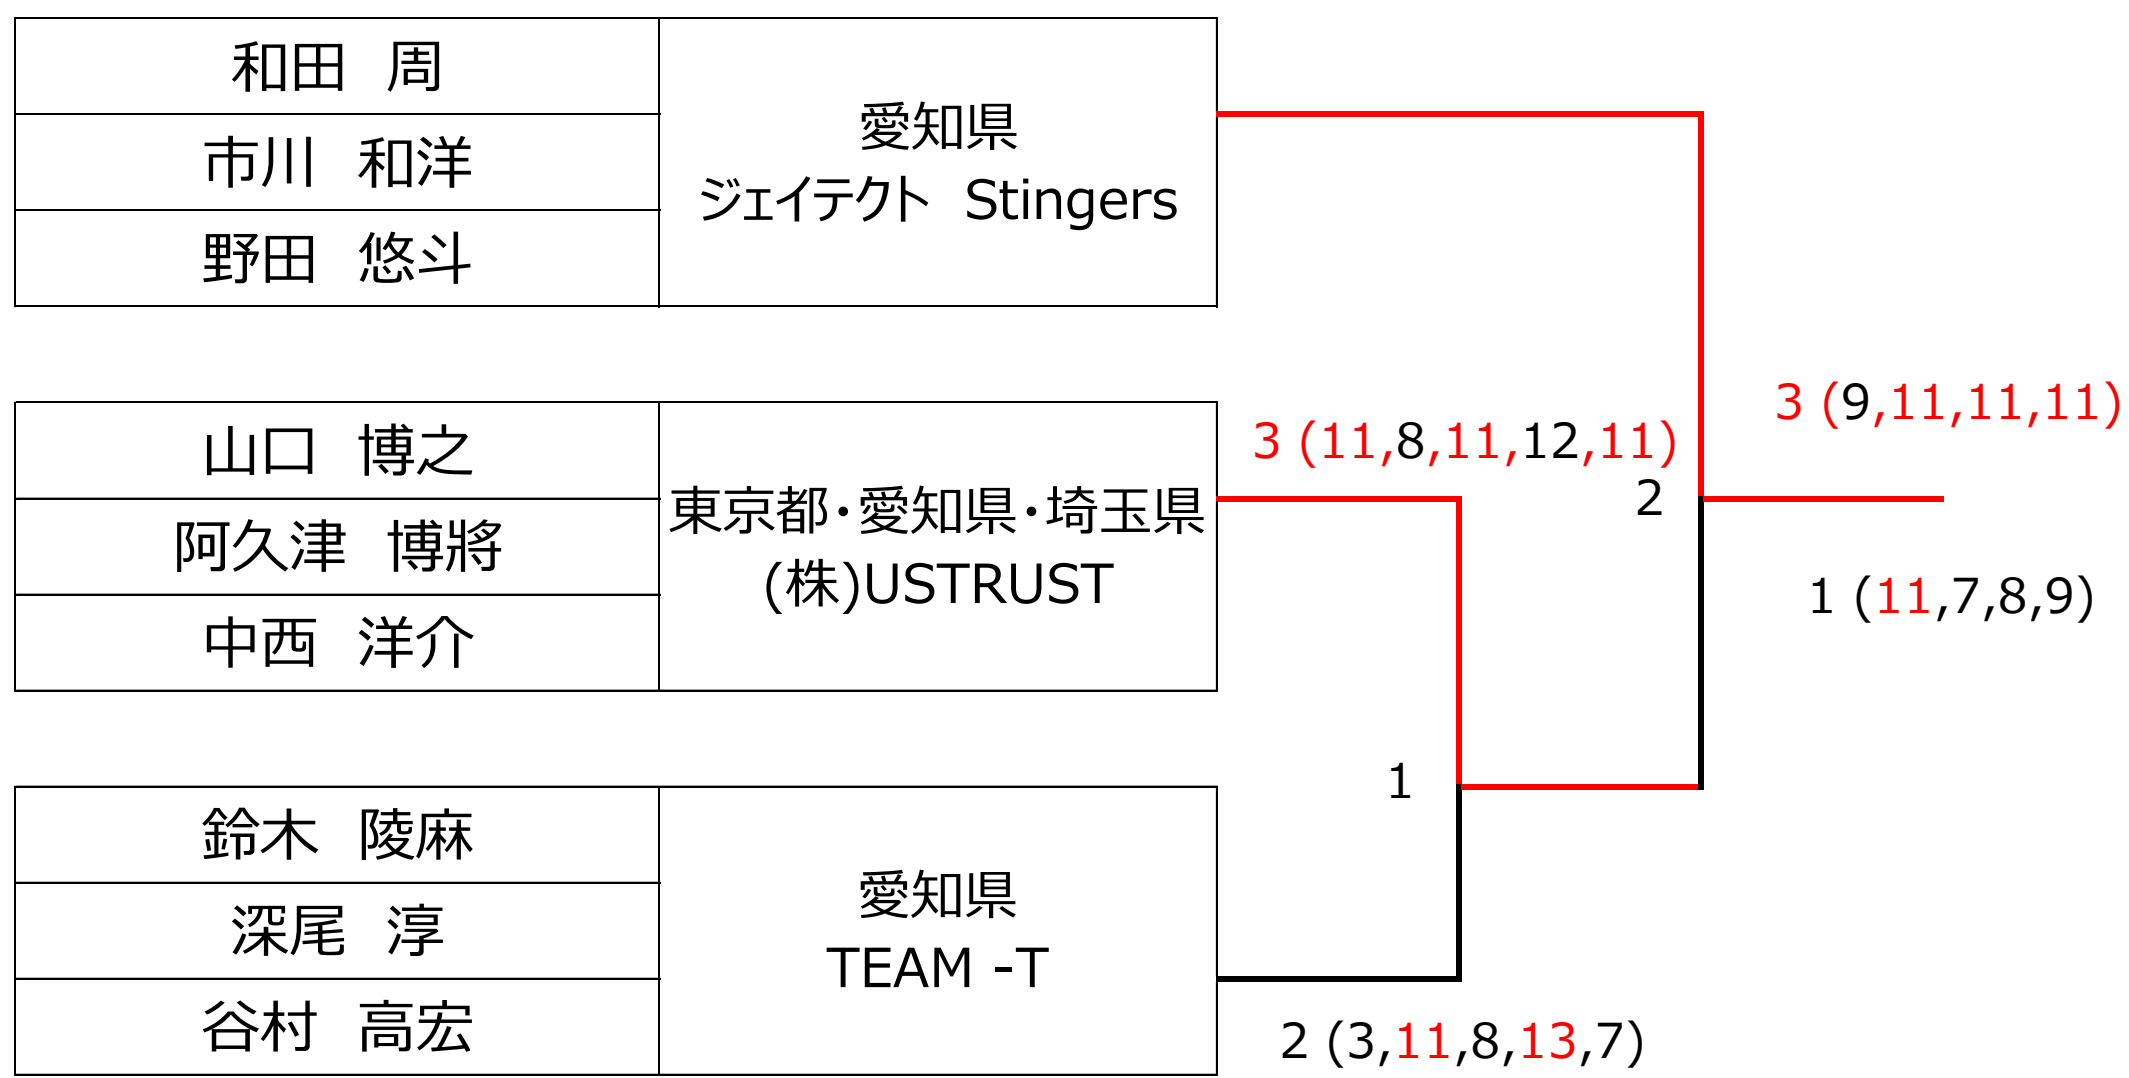 和田　周
市川　和洋
野田　悠斗
愛知県
ジェイテクト　Stingers
山口　博之
阿久津　博將
中西　洋介
東京都・愛知県・埼玉県
(株)USTRUST
鈴木　陵麻
深尾　淳
谷村　高宏
愛知県
TEAM -T
3 (11,8,11,12,11)
1
2 (3,11,8,13,7)
3 (9,11,11,11)
2
1 (11,7,8,9)